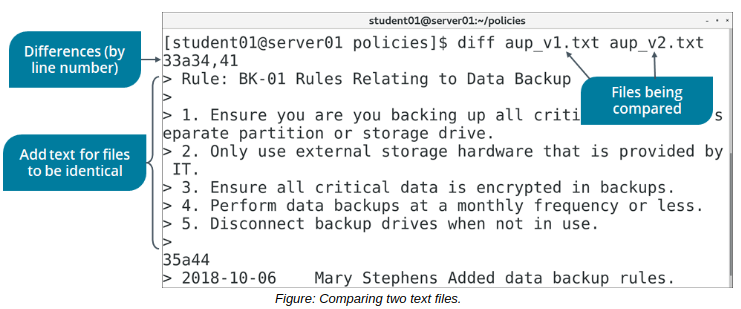 student01@server01:~/policies
Differences (by
line number)
[student01@server01 policies]$ diff aup_v1.txt aup_v2.txt
33a34,41
> Rule: BK-01 Rules Relating to Data Backup
>
Files being
compared
> 1. Ensure you are you backing up all criti s
eparate partition or storage drive.
Add text for files
to be identical
> 2. Only use external storage hardware that is provided by
IT.
> 3. Ensure all critical data is encrypted in backups.
> 4. Perform data backups at a monthly frequency or less.
> 5. Disconnect backup drives when not in use.
>
35a44
> 2018-10-06 Mary Stephens Added data backup rules.
Figure: Comparing two text files.